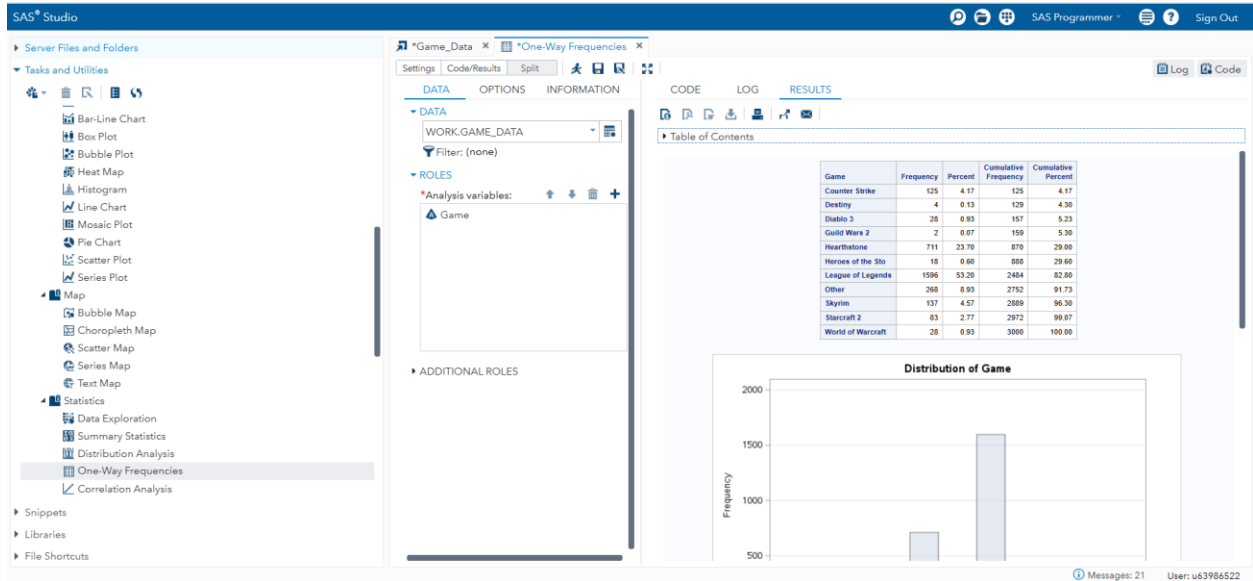 SAS® Studio
SAS Programmer
Sign Out
Server Files and Folders
Tasks and Utilities
Bar-Line Chart
Box Plot
Bubble Plot
Heat Map
Histogram
Line Chart
Mosaic Plot
Pie Chart
Scatter Plot
Series Plot
Map
Bubble Map
Choropleth Map
Scatter Map
Series Map
Text Map
Statistics
Data Exploration
Summary Statistics
Distribution Analysis
One-Way Frequencies
Correlation Analysis
Snippets
Libraries
File Shortcuts
*Game_Data × *One-Way Frequencies ×
Settings Code/Results Split
Log Code
DATA OPTIONS INFORMATION
DATA
WORK.GAME_DATA
Filter: (none)
ROLES
*Analysis variables:
Game
ADDITIONAL ROLES
CODE LOG RESULTS
Table of Contents
Game Frequency Percent Cumulative Frequency Cumulative Percent
Counter Strike 125 4.17 125 4.17
Destiny 4 0.13 129 4.30
Diablo 3 28 0.93 157 5.23
Guild Wars 2 2 0.07 159 5.30
Hearthstone 711 23.70 870 29.00
Heroes of the Sto 18 0.60 888 29.60
League of Legends 1596 53.20 2484 82.80
Other 268 8.93 2752 91.73
Skyrim 137 4.57 2889 96.30
Starcraft 2 83 2.77 2972 99.07
World of Warcraft 28 0.93 3000 100.00
Distribution of Game
2000
1500
1000
500
Frequency
Messages: 21 User: u63986522